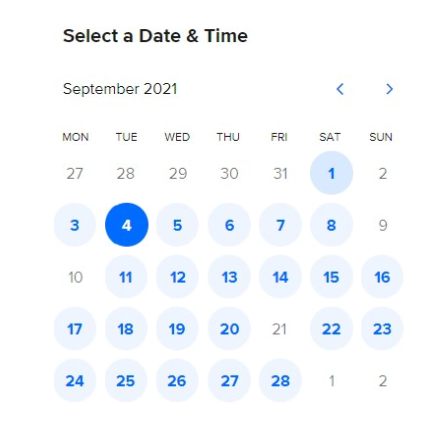 Select a Date & Time
September 2021 < >
MON TUE WED THU FRI SAT SUN
27 28 29 30 31 1 2
3 4 5 6 7 8 9
10 11 12 13 14 15 16
17 18 19 20 21 22 23
24 25 26 27 28 1 2